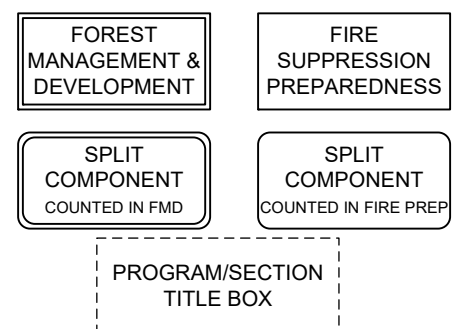 FOREST
MANAGEMENT &
DEVELOPMENT
FIRE
SUPPRESSION
PREPAREDNESS
SPLIT
COMPONENT
COUNTED IN FMD
SPLIT
COMPONENT
COUNTED IN FIRE PREP
PROGRAM/SECTION
TITLE BOX